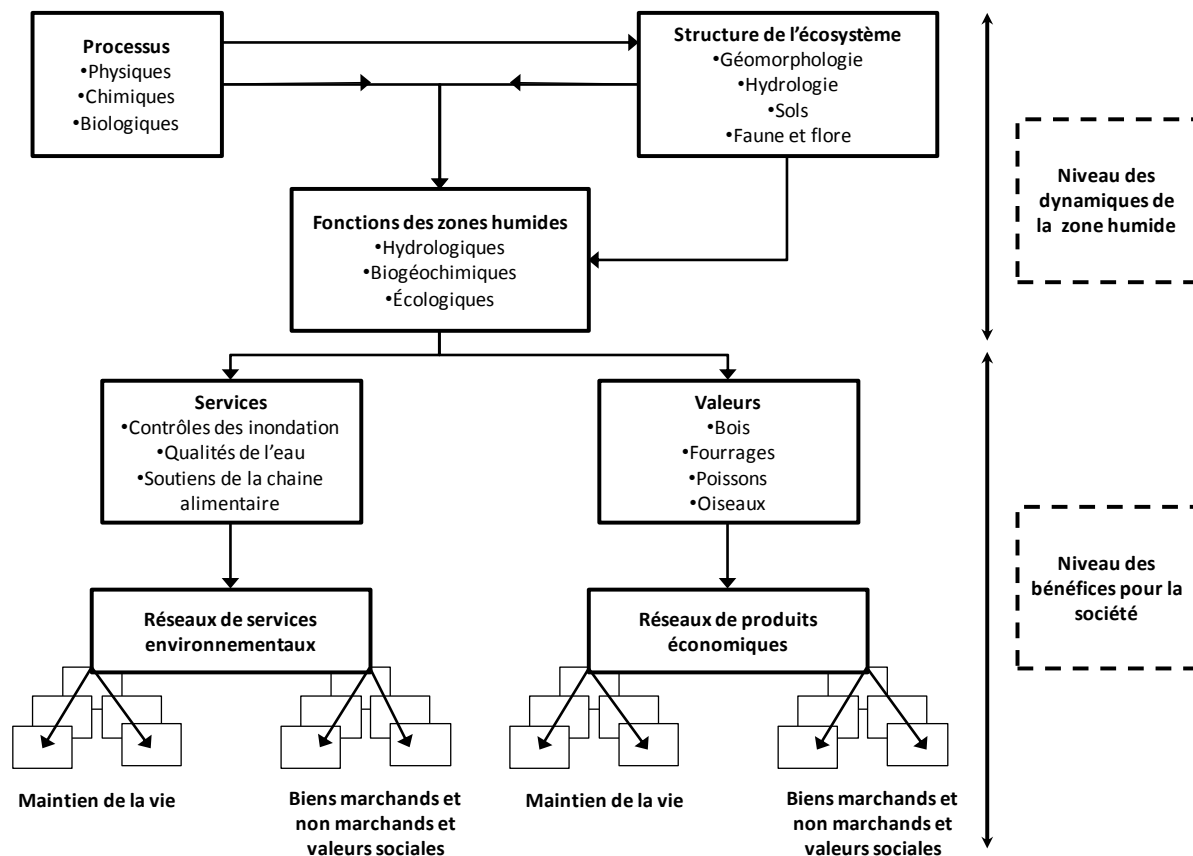 Processus
•Physiques
•Chimiques
•Biologiques
Structure de l'écosystème
•Géomorphologie
•Hydrologie
•Sols
•Faune et flore
Niveau des
dynamiques de
la zone humide
Fonctions des zones humides
•Hydrologiques
•Biogéochimiques
•Écologiques
Services
•Contrôles des inondation
•Qualités de l'eau
•Soutiens de la chaine
alimentaire
Valeurs
•Bois
•Fourrages
•Poissons
•Oiseaux
Niveau des
bénéfices pour la
société
Réseaux de services
environnementaux
Réseaux de produits
économiques
Maintien de la vie
Biens marchands et
non marchands et
valeurs sociales
Maintien de la vie
Biens marchands et
non marchands et
valeurs sociales